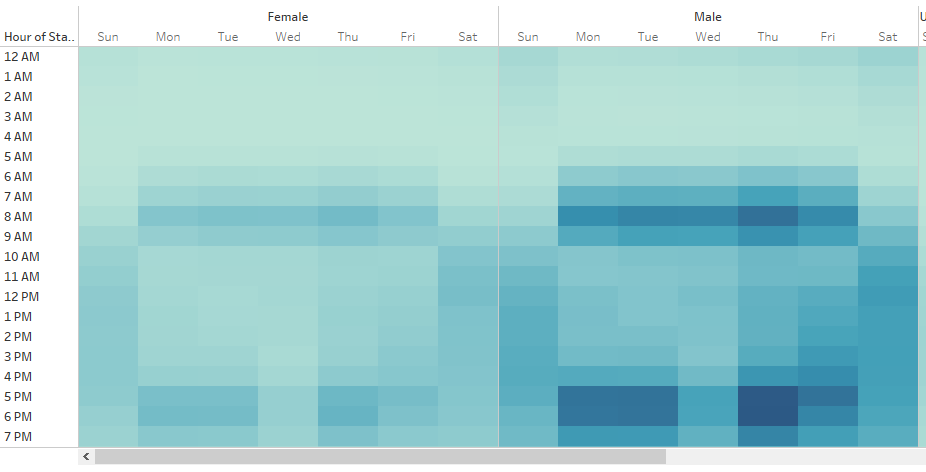 Female Male U
Hour of Sta.. Sun Mon Tue Wed Thu Fri Sat Sun Mon Tue Wed Thu Fri Sat S
12 AM
1 AM
2 AM
3 AM
4 AM
5 AM
6 AM
7 AM
8 AM
9 AM
10 AM
11 AM
12 PM
1 PM
2 PM
3 PM
4 PM
5 PM
6 PM
7 PM